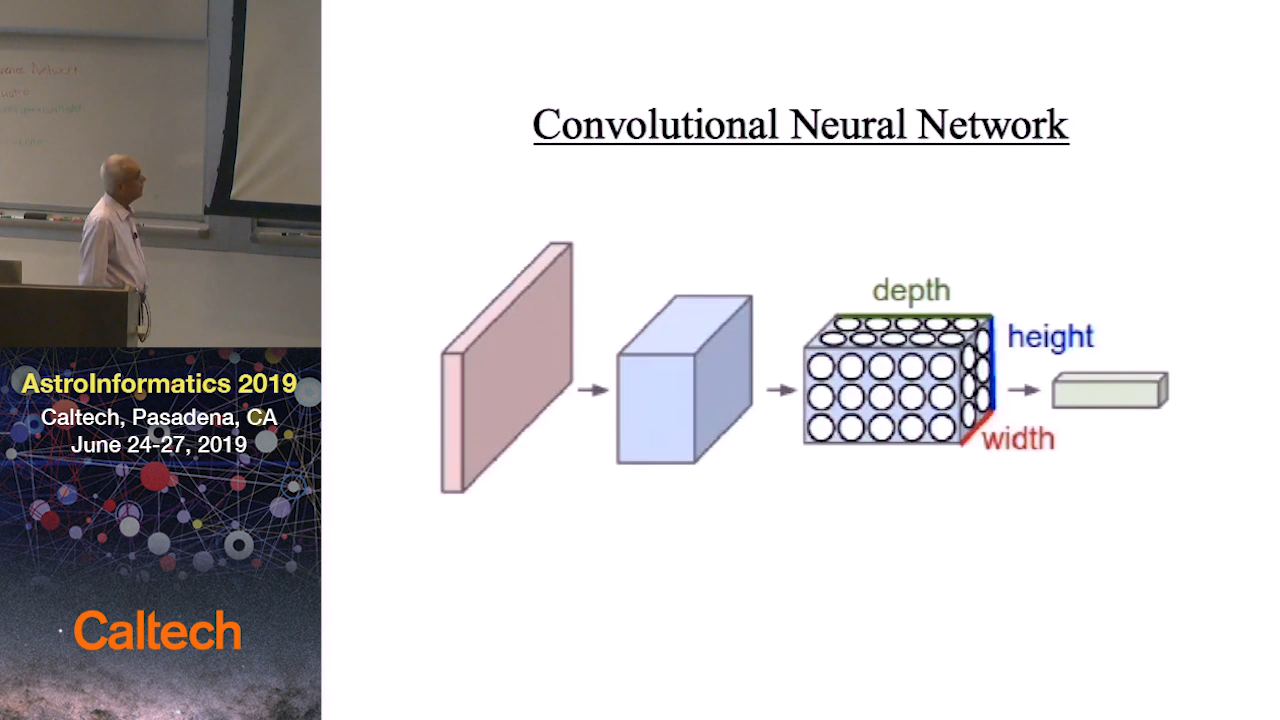 Convolutional Neural Network
depth
height
width
AstroInformatics 2019
Caltech, Pasadena, CA
June 24-27, 2019
Caltech